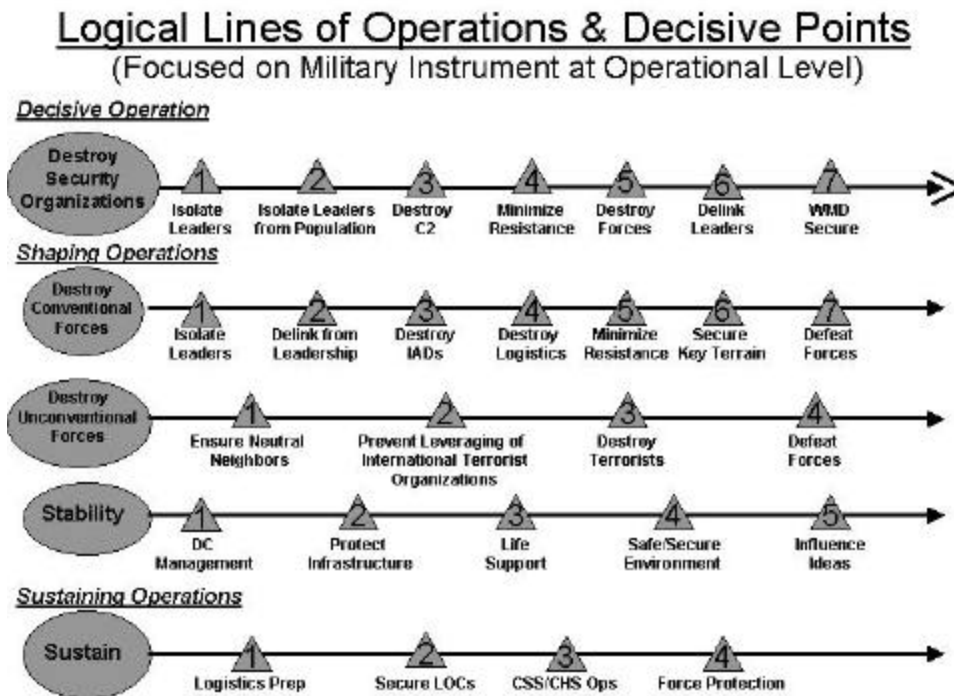 Logical Lines of Operations & Decisive Points
(Focused on Military Instrument at Operational Level)
Decisive Operation
Destroy
Security
Organizations
1 2 3 4 5 6 7
Isolate Leaders
Isolate Leaders from Population
Destroy C2
Minimize Resistance
Destroy Forces
Delink Leaders
WMD Secure
Shaping Operations
Destroy
Conventional
Forces
1 2 3 4 5 6 7
Isolate Leaders
Delink from Leadership
Destroy IADs
Destroy Logistics
Minimize Resistance
Secure Key Terrain
Defeat Forces
Destroy
Unconventional
Forces
1 2 3 4
Ensure Neutral Neighbors
Prevent Leveraging of International Terrorist Organizations
Destroy Terrorists
Defeat Forces
Stability
1 2 3 4 5
DC Management
Protect Infrastructure
Life Support
Safe/Secure Environment
Influence Ideas
Sustaining Operations
Sustain
1 2 3 4
Logistics Prep
Secure LOCs
CSS/CHS Ops
Force Protection